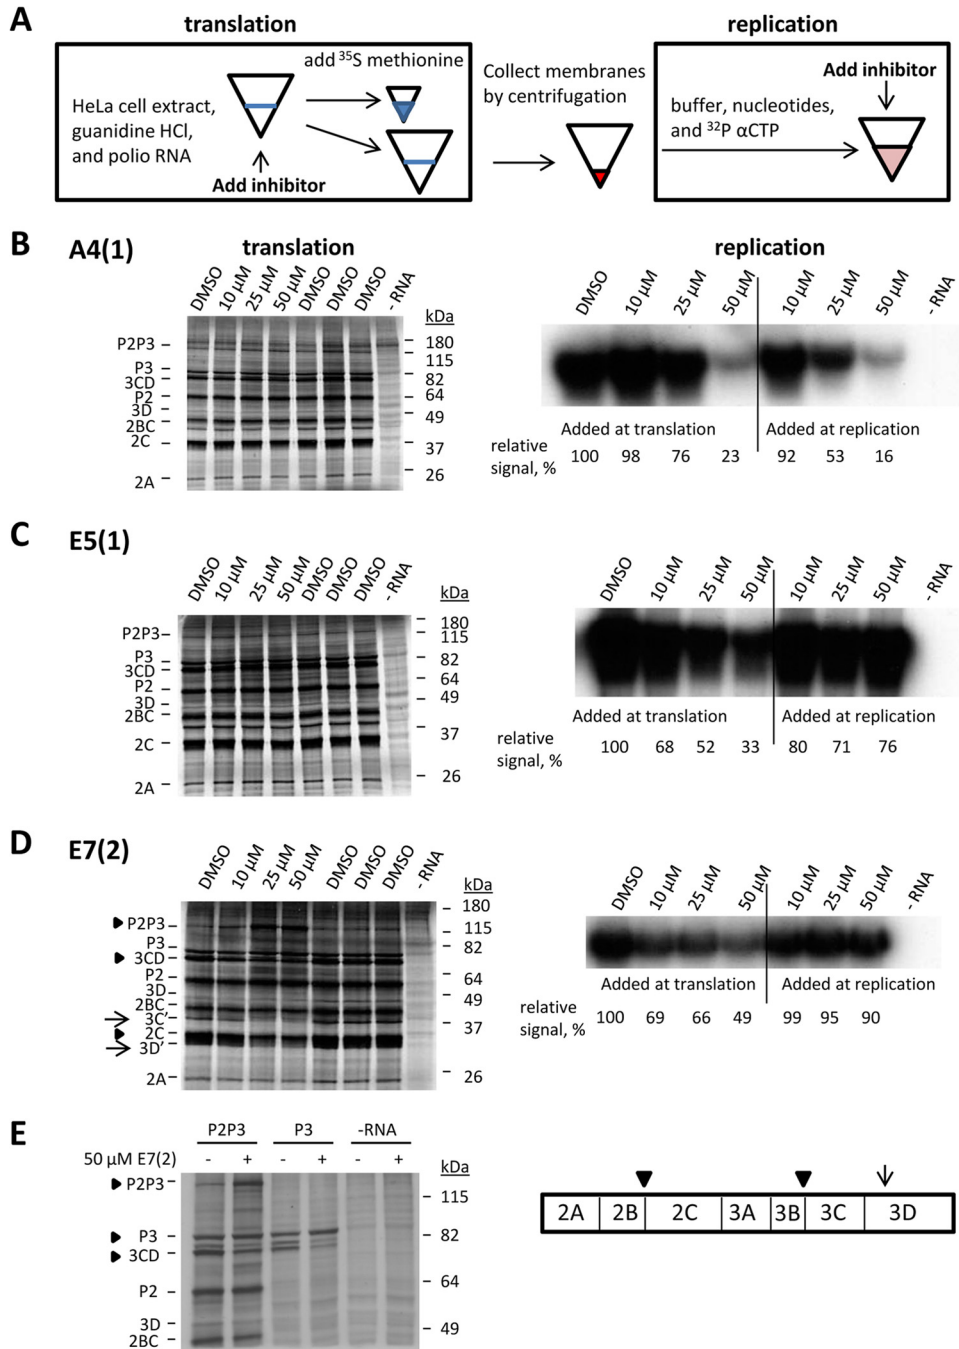 A
translation
replication
add ³⁵S methionine
HeLa cell extract,
guanidine HCl,
and polio RNA
Add inhibitor
Collect membranes
by centrifugation
Add inhibitor
buffer, nucleotides,
and ³²P αCTP
B
A4(1)
translation
replication
DMSO 10 µM 25 µM 50 µM DMSO DMSO DMSO - RNA
kDa
P2P3
P3
3CD
P2
3D
2BC
2C
2A
180
115
82
64
49
37
26
DMSO 10 µM 25 µM 50 µM 10 µM 25 µM 50 µM - RNA
Added at translation Added at replication
relative
signal, %
100 98 76 23 92 53 16
C
E5(1)
DMSO 10 µM 25 µM 50 µM DMSO DMSO DMSO - RNA
kDa
P2P3
P3
3CD
P2
3D
2BC
2C
2A
180
115
82
64
49
37
26
DMSO 10 µM 25 µM 50 µM 10 µM 25 µM 50 µM - RNA
Added at translation Added at replication
relative
signal, %
100 68 52 33 80 71 76
D
E7(2)
DMSO 10 µM 25 µM 50 µM DMSO DMSO DMSO - RNA
kDa
P2P3
P3
3CD
P2
3D
2BC
3C'
2C
3D'
2A
180
115
82
64
49
37
26
DMSO 10 µM 25 µM 50 µM 10 µM 25 µM 50 µM - RNA
Added at translation Added at replication
relative
signal, %
100 69 66 49 99 95 90
E
P2P3 P3 -RNA
50 µM E7(2) - + - + - +
kDa
P2P3
P3
3CD
P2
3D
2BC
115
82
64
49
2A 2B 2C 3A 3B 3C 3D